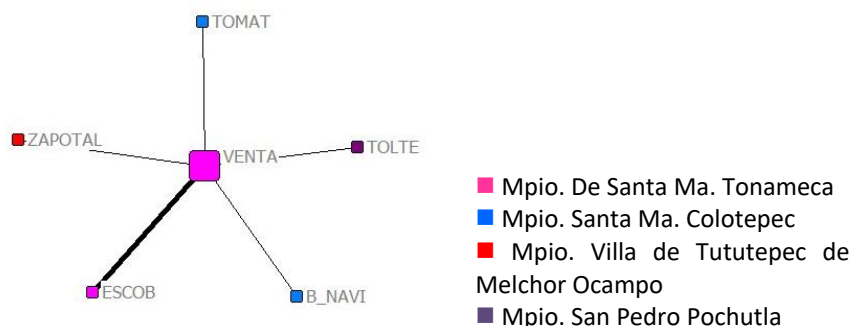 TOMAT
ZAPOTAL
VENTA
TOLTE
ESCOB
B_NAVI
Mpio. De Santa Ma. Tonameca
Mpio. Santa Ma. Colotepec
Mpio. Villa de Tututepec de
Melchor Ocampo
Mpio. San Pedro Pochutla